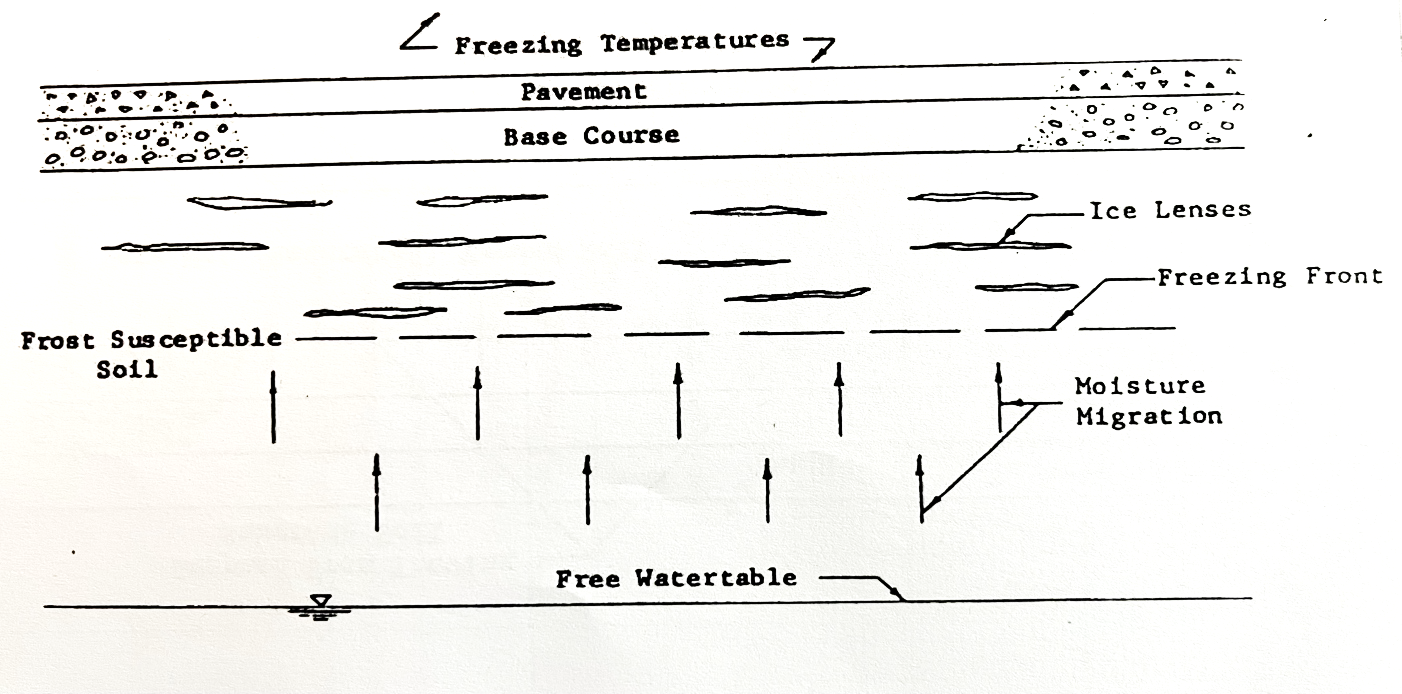 Freezing Temperatures
Pavement
Base Course
Ice Lenses
Freezing Front
Frost Susceptible
Soil
Moisture
Migration
Free Watertable